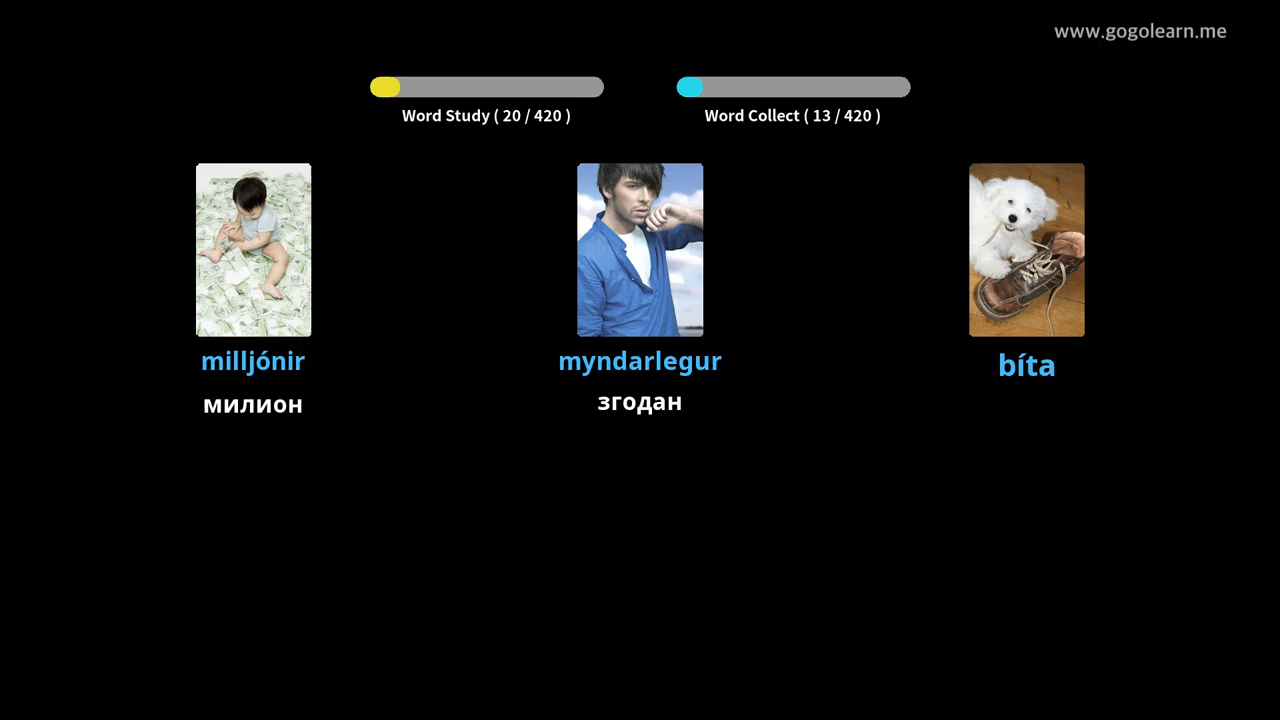 www.gogolearn.me
Word Study ( 20 / 420 )
Word Collect ( 13 / 420 )
milljónir
myndarlegur
bíta
милион
згодан